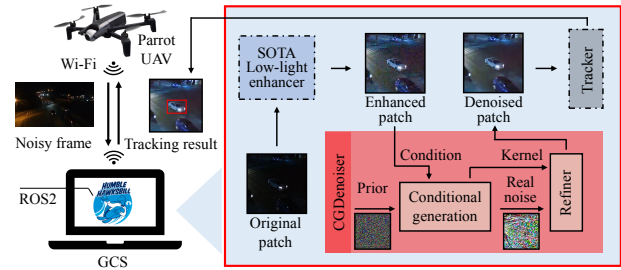 Parrot
UAV
Wi-Fi
Noisy frame
Tracking result
ROS2
HUMBLE
HAWKSBILL
GCS
SOTA
Low-light
enhancer
Original
patch
Enhanced
patch
Denoised
patch
Tracker
CGDenoiser
Condition
Kernel
Prior
Conditional
generation
Real
noise
Refiner